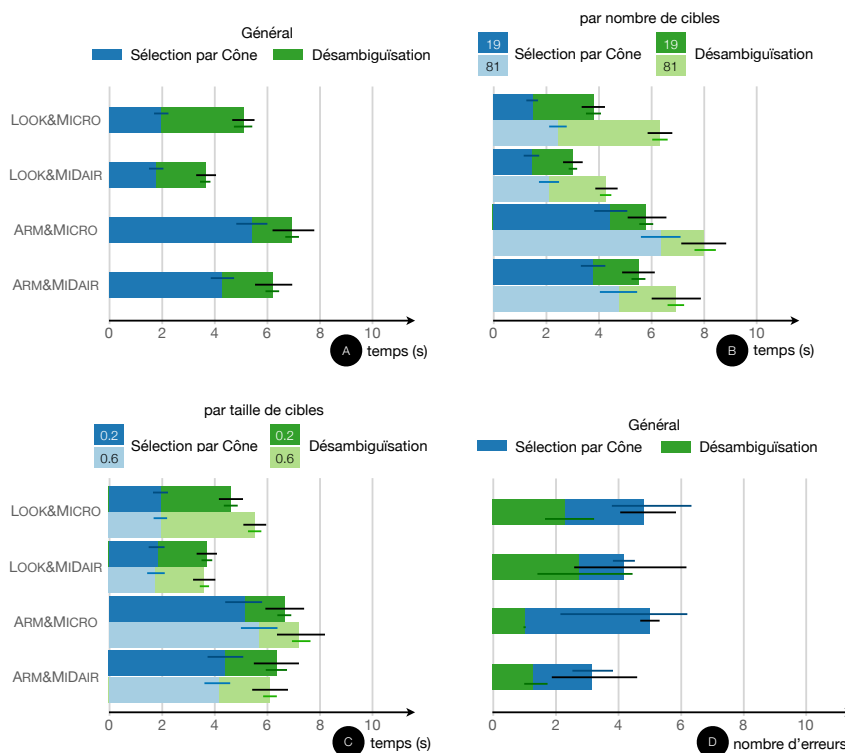 Général
Sélection par Cône Désambiguïsation
LOOK&MICRO
LOOK&MIDAIR
ARM&MICRO
ARM&MIDAIR
0 2 4 6 8 10
A temps (s)
par nombre de cibles
19 Sélection par Cône 19 Désambiguïsation
81 81
0 2 4 6 8 10
B temps (s)
par taille de cibles
0.2 Sélection par Cône 0.2 Désambiguïsation
0.6 0.6
LOOK&MICRO
LOOK&MIDAIR
ARM&MICRO
ARM&MIDAIR
0 2 4 6 8 10
C temps (s)
Général
Sélection par Cône Désambiguïsation
0 2 4 6 8 10
D nombre d'erreurs